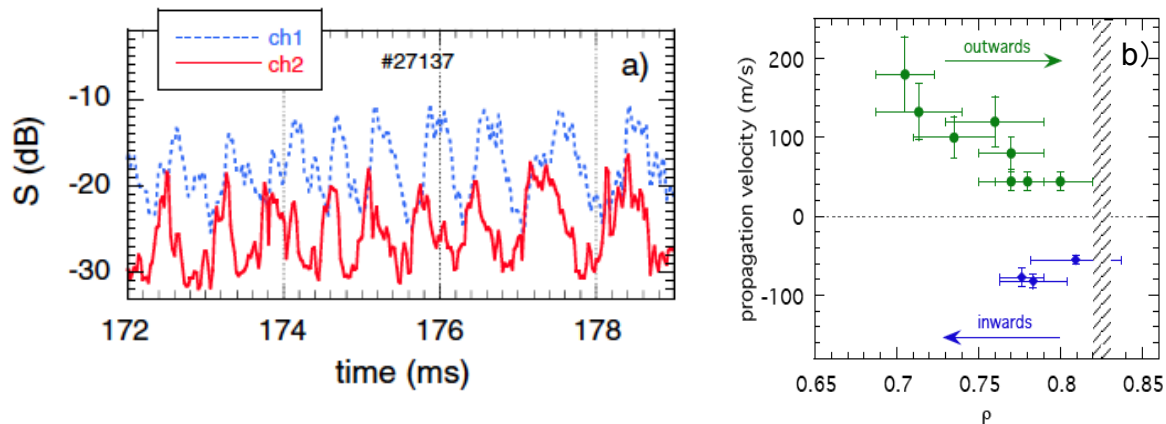 ch1
ch2
#27137
a)
-10
-20
-30
S (dB)
172
174
176
178
time (ms)
b)
outwards
200
100
0
-100
propagation velocity (m/s)
inwards
0.65
0.7
0.75
0.8
0.85
ρ